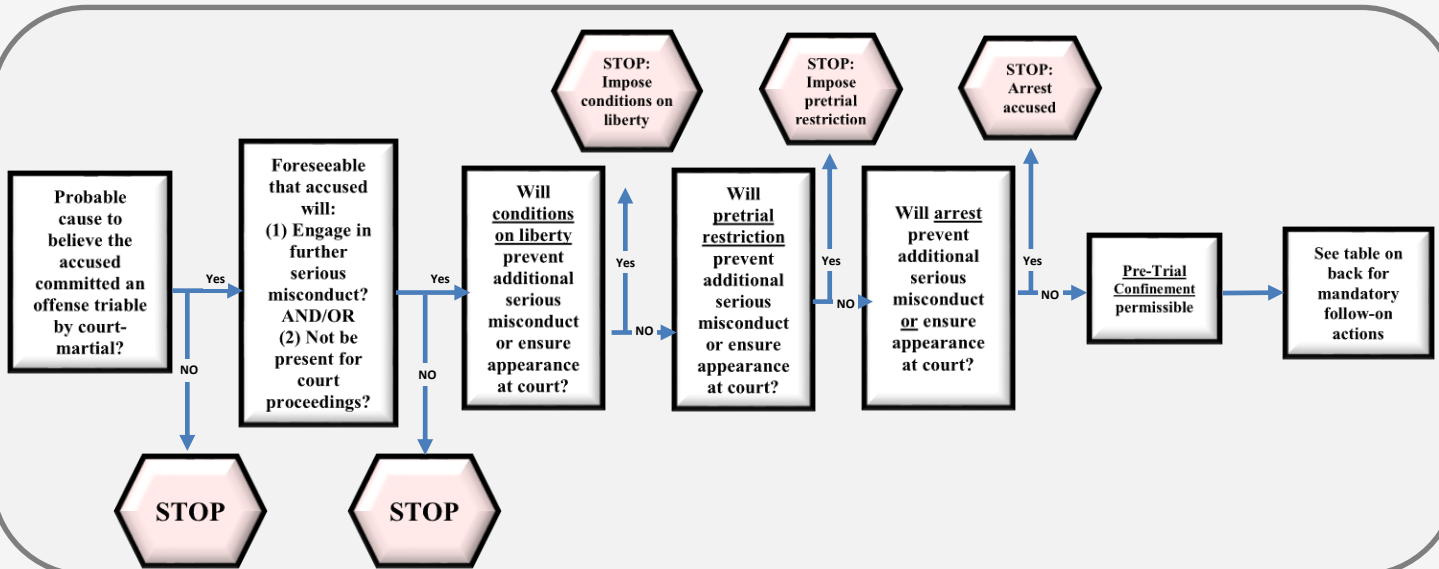 Probable
cause to
believe the
accused
committed an
offense triable
by court-
martial?
Yes
NO
STOP
Foreseeable
that accused
will:
(1) Engage in
further
serious
misconduct?
AND/OR
(2) Not be
present for
court
proceedings?
Yes
NO
STOP
Will
conditions
on liberty
prevent
additional
serious
misconduct
or ensure
appearance
at court?
Yes
STOP:
Impose
conditions on
liberty
NO
Will
pretrial
restriction
prevent
additional
serious
misconduct
or ensure
appearance
at court?
Yes
STOP:
Impose
pretrial
restriction
NO
Will arrest
prevent
additional
serious
misconduct
or ensure
appearance
at court?
Yes
STOP:
Arrest
accused
NO
Pre-Trial
Confinement
permissible
See table on
back for
mandatory
follow-on
actions